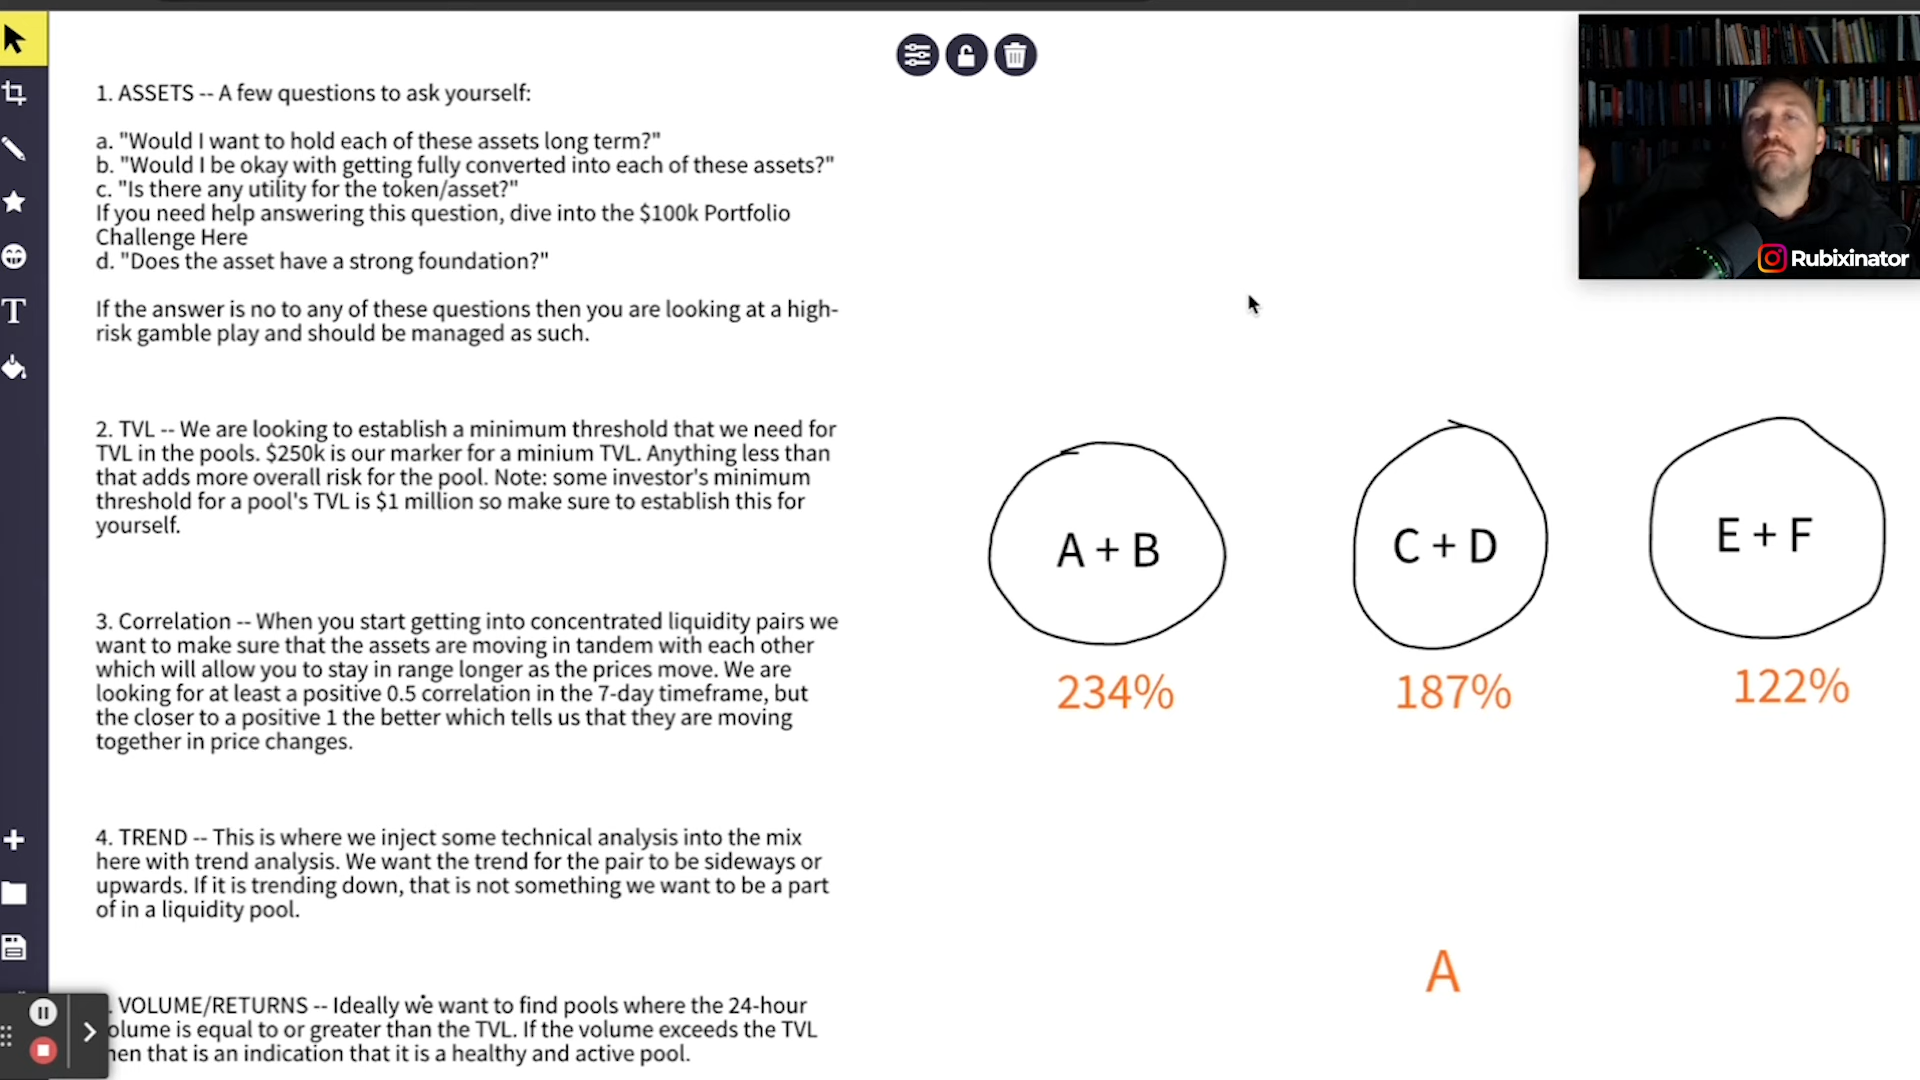 1. ASSETS -- A few questions to ask yourself:
a. "Would I want to hold each of these assets long term?"
b. "Would I be okay with getting fully converted into each of these assets?"
c. "Is there any utility for the token/asset?"
If you need help answering this question, dive into the $100k Portfolio
Challenge Here
d. "Does the asset have a strong foundation?"
If the answer is no to any of these questions then you are looking at a high-
risk gamble play and should be managed as such.
2. TVL -- We are looking to establish a minimum threshold that we need for
TVL in the pools. $250k is our marker for a minium TVL. Anything less than
that adds more overall risk for the pool. Note: some investor's minimum
threshold for a pool's TVL is $1 million so make sure to establish this for
yourself.
3. Correlation -- When you start getting into concentrated liquidity pairs we
want to make sure that the assets are moving in tandem with each other
which will allow you to stay in range longer as the prices move. We are
looking for at least a positive 0.5 correlation in the 7-day timeframe, but
the closer to a positive 1 the better which tells us that they are moving
together in price changes.
4. TREND -- This is where we inject some technical analysis into the mix
here with trend analysis. We want the trend for the pair to be sideways or
upwards. If it is trending down, that is not something we want to be a part
of in a liquidity pool.
. VOLUME/RETURNS -- Ideally we want to find pools where the 24-hour
olume is equal to or greater than the TVL. If the volume exceeds the TVL
hen that is an indication that it is a healthy and active pool.
Rubixinator
A + B
C + D
E + F
234%
187%
122%
A
T